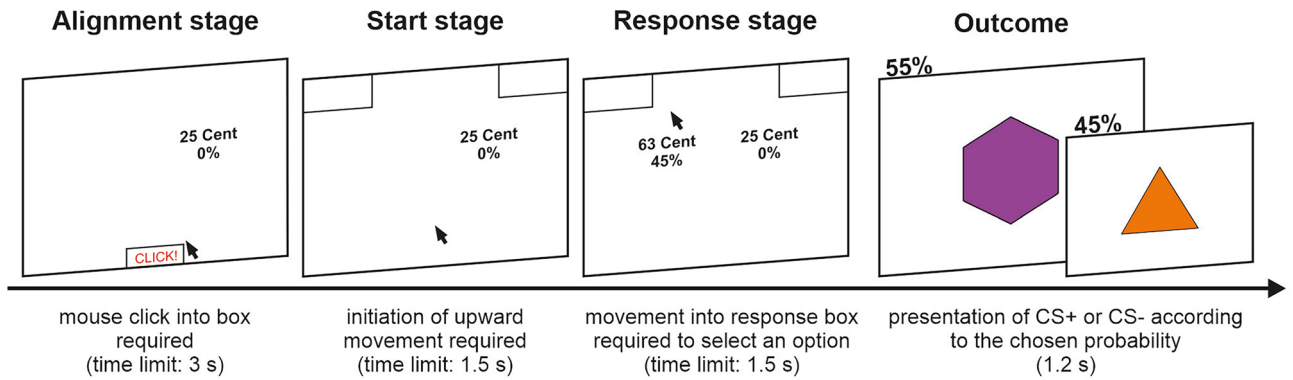 Alignment stage
Start stage
Response stage
Outcome
25 Cent
0%
CLICK!
25 Cent
0%
63 Cent
45%
25 Cent
0%
55%
45%
mouse click into box
required
(time limit: 3 s)
initiation of upward
movement required
(time limit: 1.5 s)
movement into response box
required to select an option
(time limit: 1.5 s)
presentation of CS+ or CS- according
to the chosen probability
(1.2 s)